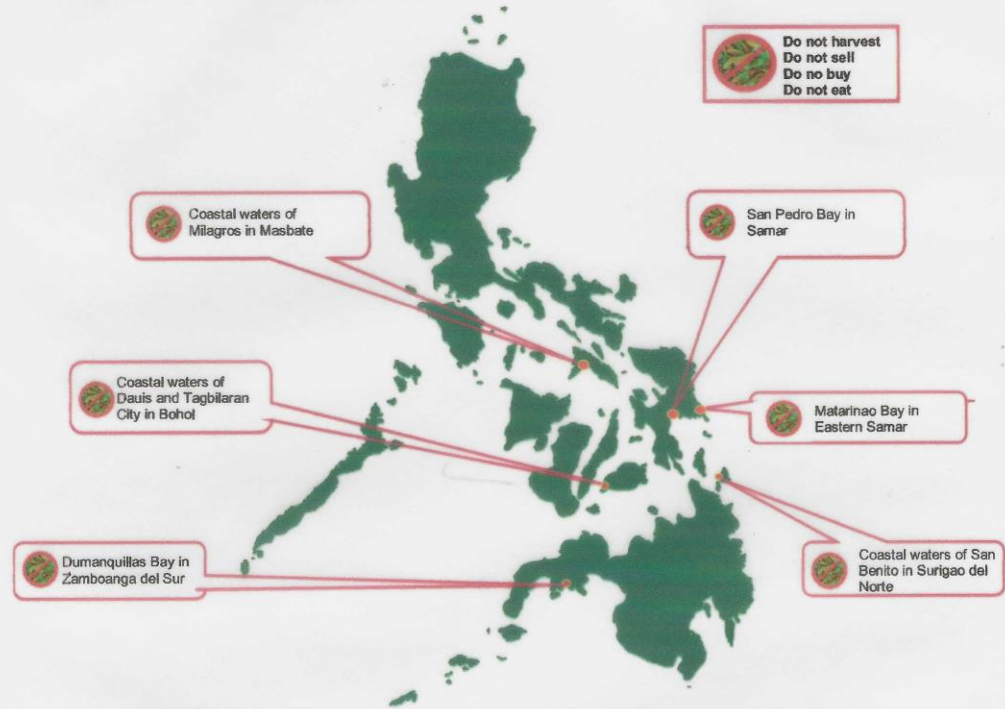 Do not harvest
Do not sell
Do no buy
Do not eat
Coastal waters of
Milagros in Masbate
San Pedro Bay in
Samar
Coastal waters of
Dauis and Tagbilaran
City in Bohol
Matarinao Bay in
Eastern Samar
Dumanquillas Bay in
Zamboanga del Sur
Coastal waters of San
Benito in Surigao del
Norte